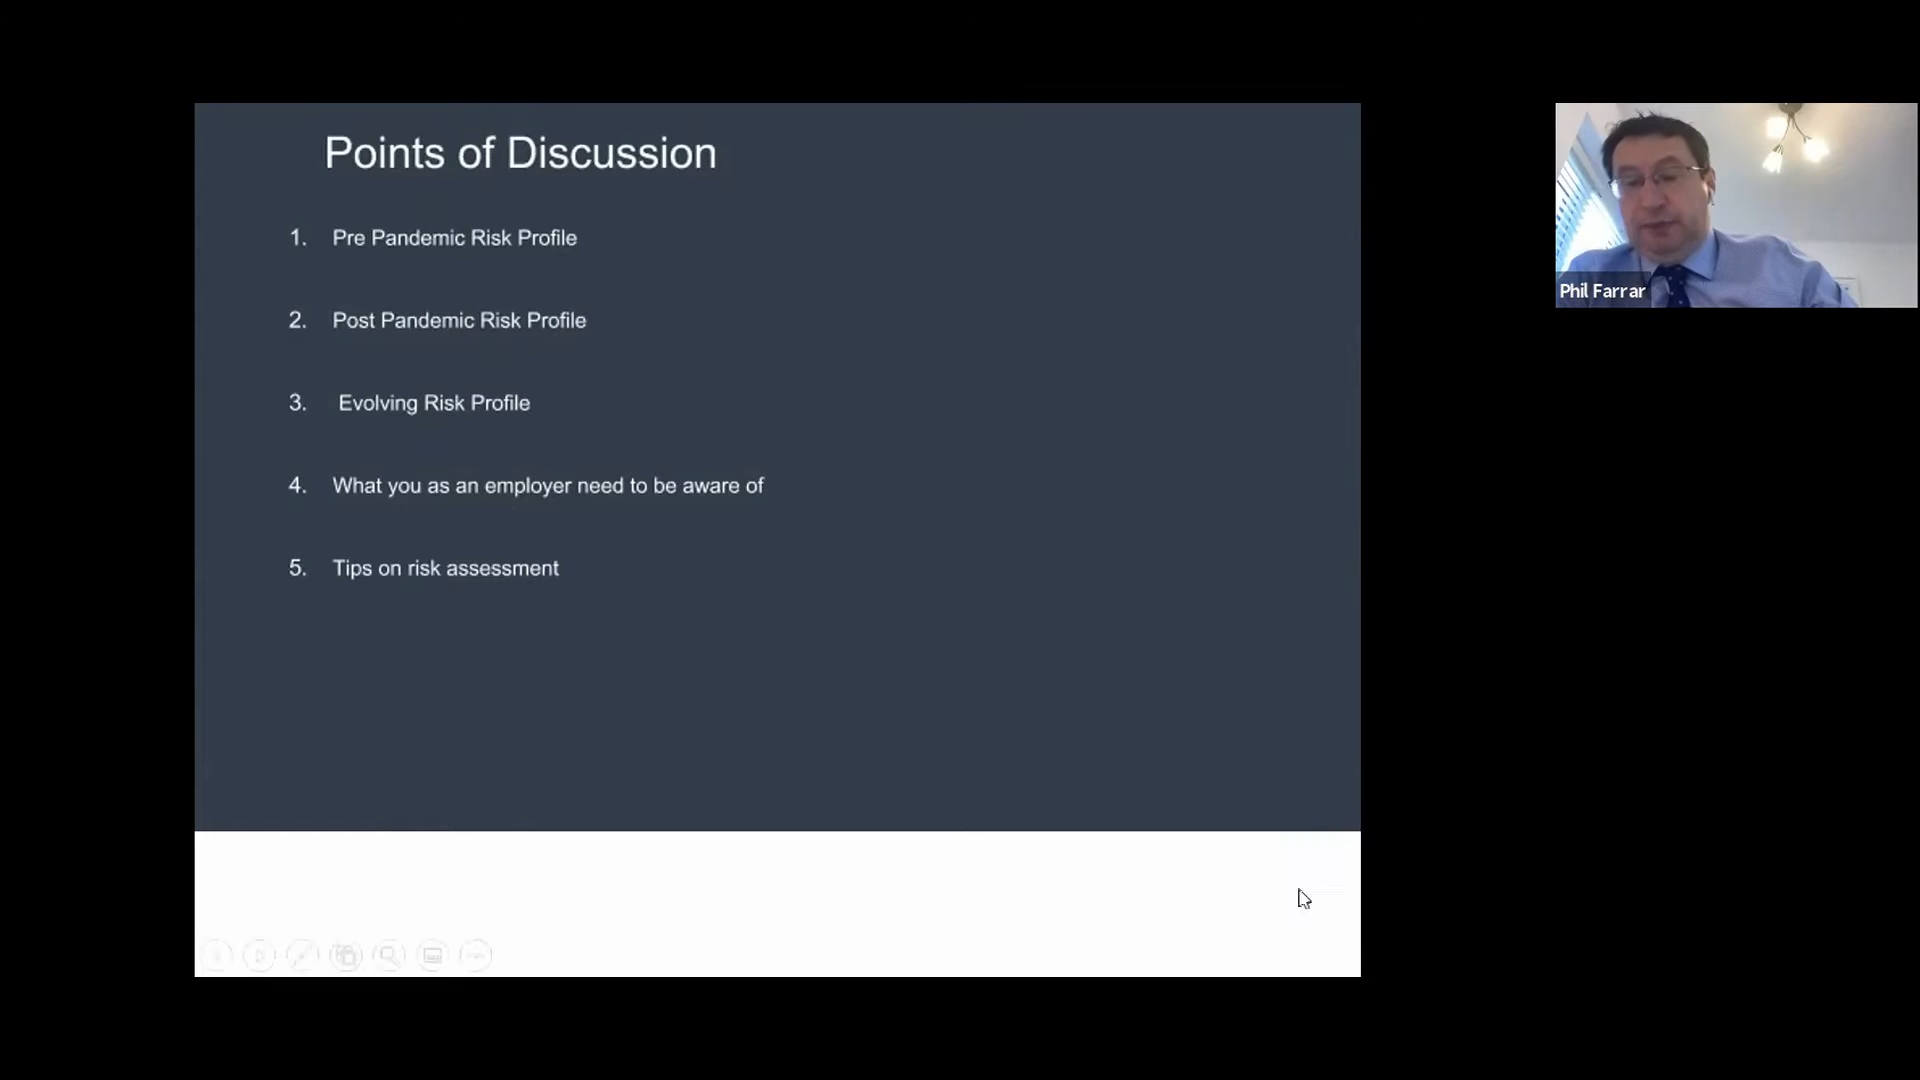 Points of Discussion
1. Pre Pandemic Risk Profile
2. Post Pandemic Risk Profile
3. Evolving Risk Profile
4. What you as an employer need to be aware of
5. Tips on risk assessment
Phil Farrar